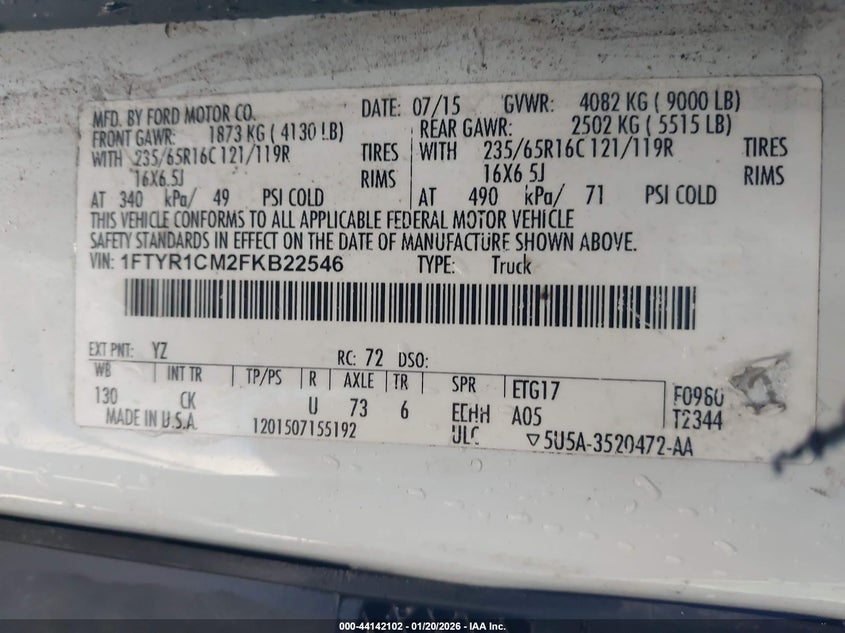 MFD. BY FORD MOTOR CO. DATE: 07/15 GVWR: 4082 KG ( 9000 LB)
FRONT GAWR: 1873 KG ( 4130 LB) REAR GAWR: 2502 KG ( 5515 LB)
WITH 235/65R16C 121/119R TIRES WITH 235/65R16C 121/119R TIRES
16X6.5J RIMS 16X6.5J RIMS
AT 340 kPa/ 49 PSI COLD AT 490 kPa/ 71 PSI COLD
THIS VEHICLE CONFORMS TO ALL APPLICABLE FEDERAL MOTOR VEHICLE
SAFETY STANDARDS IN EFFECT ON THE DATE OF MANUFACTURE SHOWN ABOVE.
VIN: 1FTYR1CM2FKB22546 TYPE: Truck
EXT PNT: YZ RC: 72 DSO:
WB INT TR TP/PS R AXLE TR SPR ETG17 F0960
130 CK U 73 6 EEHH A05 T2344
MADE IN U.S.A. 1201507155192 ULC ▽5U5A-3520472-AA
000-44142102 - 01/20/2026 - IAA Inc.